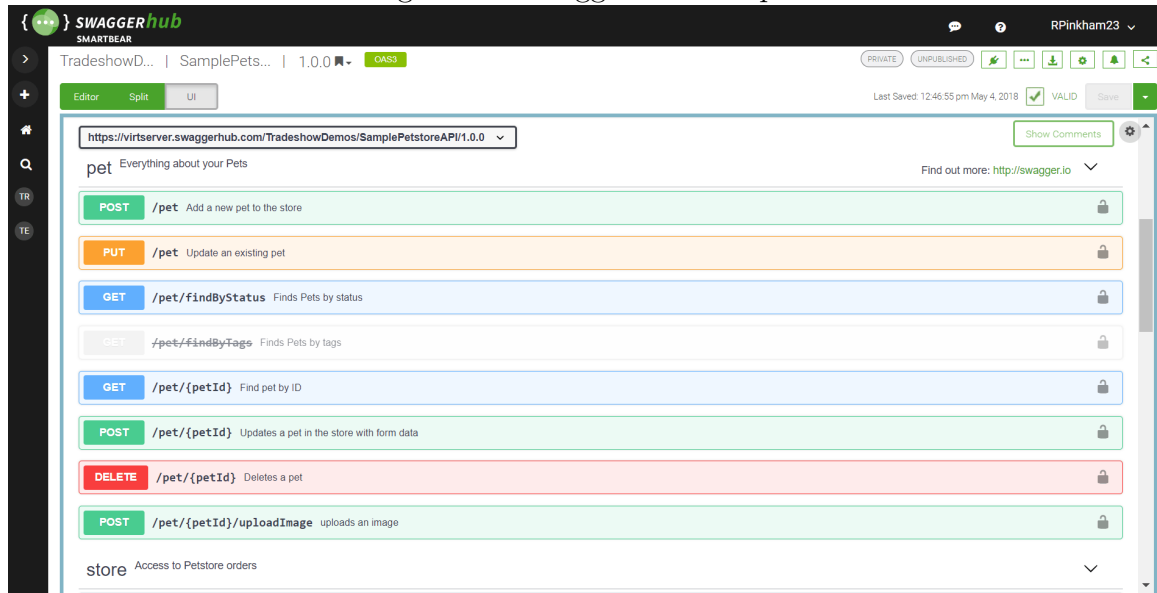 { } SWAGGERhub
SMARTBEAR
RPinkham23
TradeshowD... | SamplePets... | 1.0.0 OAS3
PRIVATE UNPUBLISHED
Editor Split UI
Last Saved: 12:46:55 pm May 4, 2018 VALID Save
TR
TE
https://virtserver.swaggerhub.com/TradeshowDemos/SamplePetstoreAPI/1.0.0
Show Comments
pet Everything about your Pets
Find out more: http://swagger.io
POST /pet Add a new pet to the store
PUT /pet Update an existing pet
GET /pet/findByStatus Finds Pets by status
GET /pet/findByTags Finds Pets by tags
GET /pet/{petId} Find pet by ID
POST /pet/{petId} Updates a pet in the store with form data
DELETE /pet/{petId} Deletes a pet
POST /pet/{petId}/uploadImage uploads an image
store Access to Petstore orders